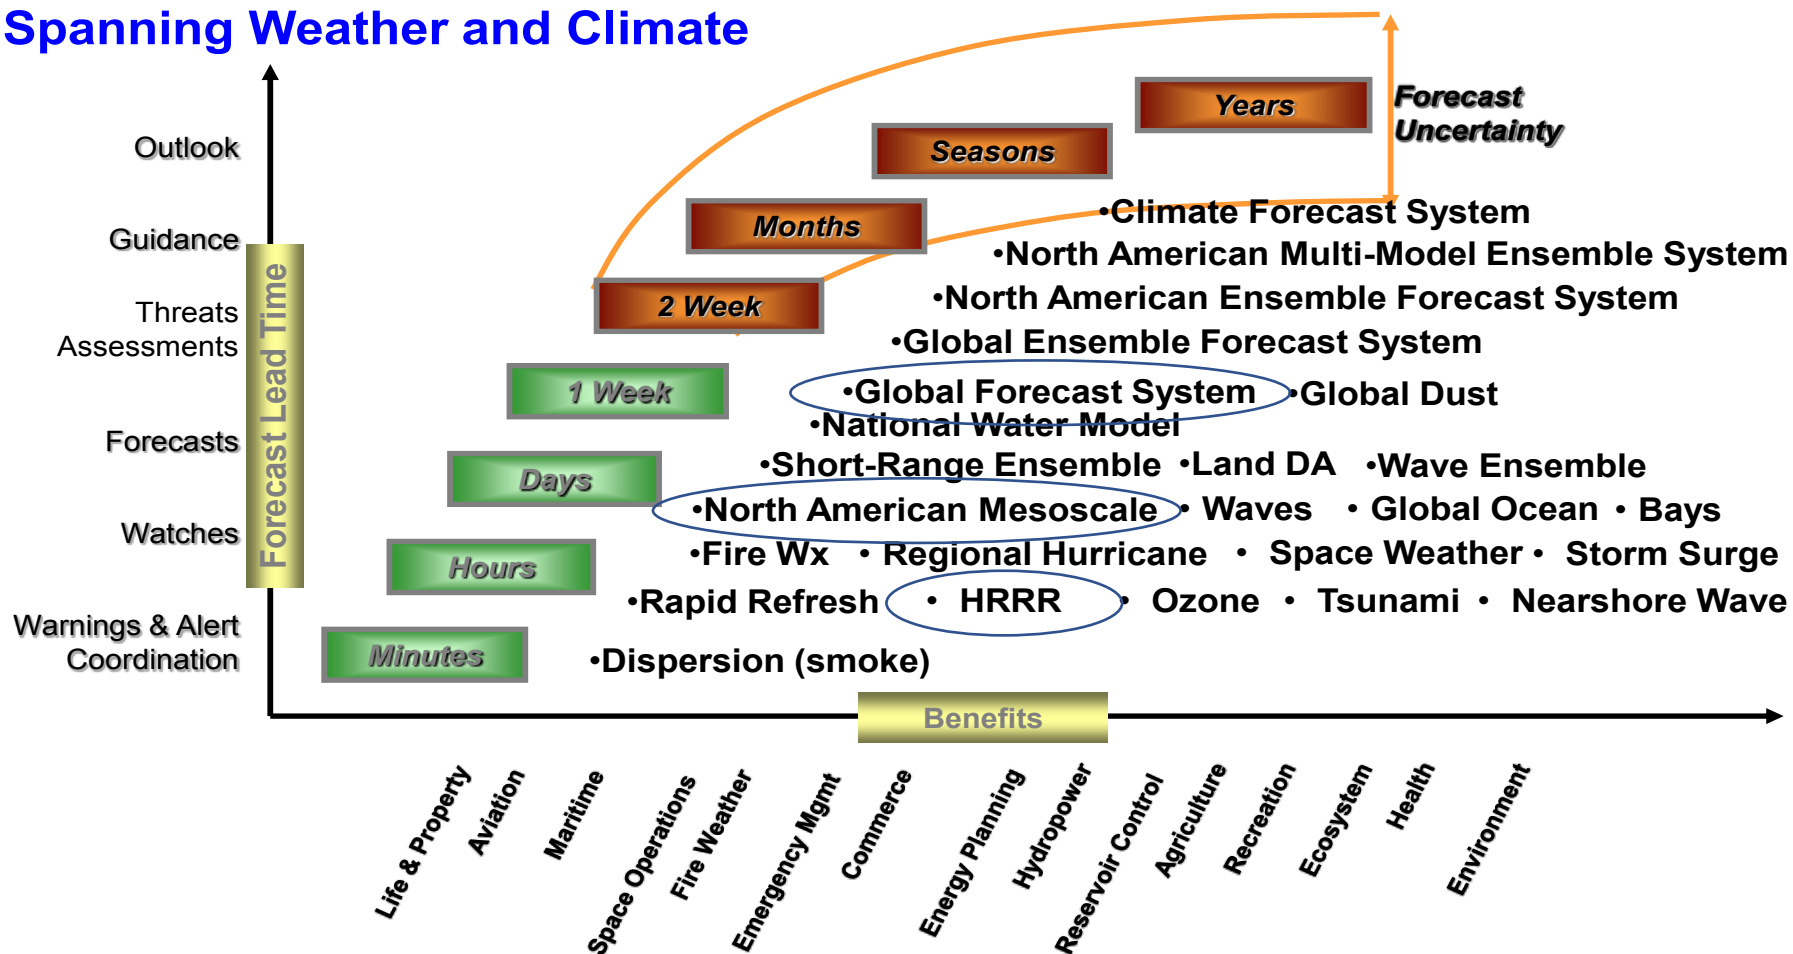 Spanning Weather and Climate
Years
Forecast
Uncertainty
Outlook
Seasons
•Climate Forecast System
Guidance
Months
•North American Multi-Model Ensemble System
Threats
Assessments
2 Week
•North American Ensemble Forecast System
•Global Ensemble Forecast System
Forecast Lead Time
1 Week
•Global Forecast System
•Global Dust
•National Water Model
Forecasts
Days
•Short-Range Ensemble
•Land DA
•Wave Ensemble
•North American Mesoscale
• Waves
• Global Ocean
• Bays
Watches
Hours
•Fire Wx
• Regional Hurricane
• Space Weather
• Storm Surge
•Rapid Refresh
• HRRR
• Ozone
• Tsunami
• Nearshore Wave
Warnings & Alert
Coordination
Minutes
•Dispersion (smoke)
Benefits
Life & Property
Aviation
Maritime
Space Operations
Fire Weather
Emergency Mgmt
Commerce
Energy Planning
Hydropower
Reservoir Control
Agriculture
Recreation
Ecosystem
Health
Environment